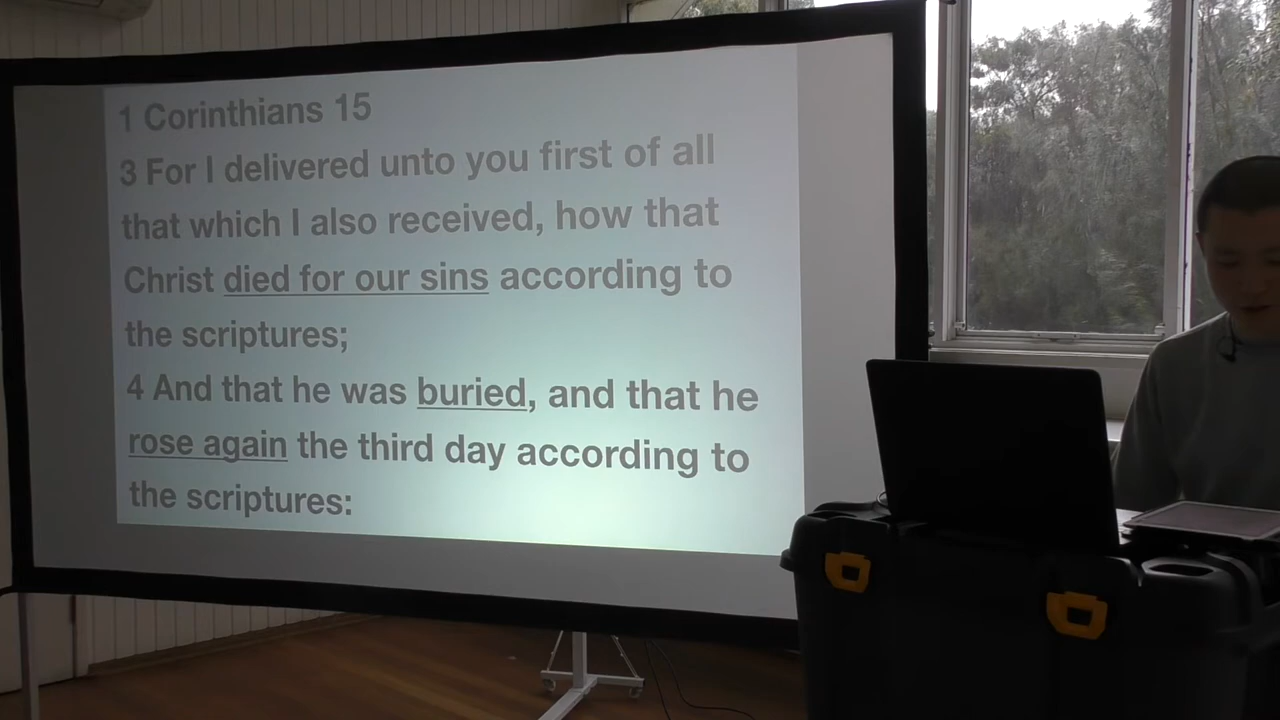 1 Corinthians 15
3 For I delivered unto you first of all
that which I also received, how that
Christ died for our sins according to
the scriptures;
4 And that he was buried, and that he
rose again the third day according to
the scriptures: